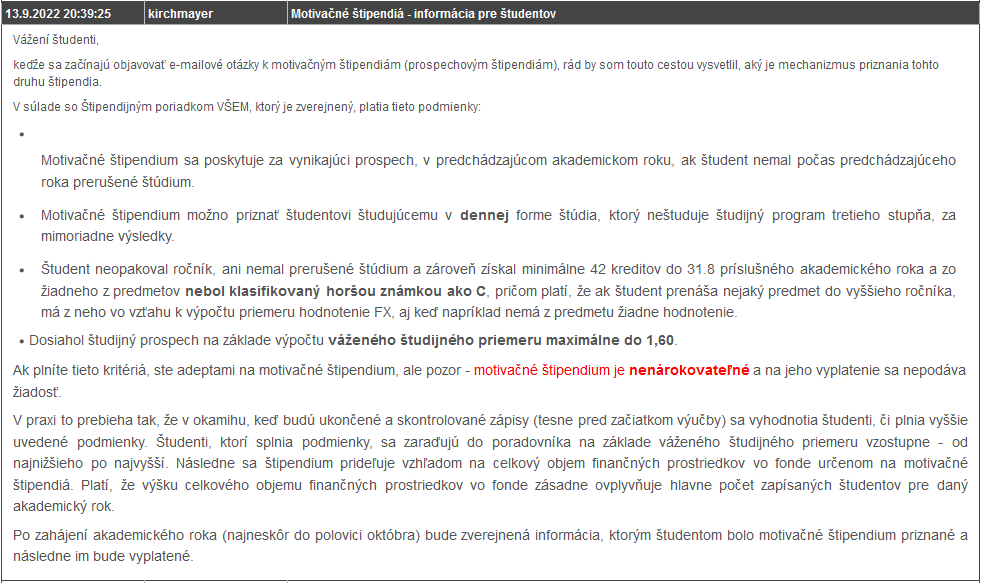 13.9.2022 20:39:25 kirchmayer Motivačné štipendiá - informácia pre študentov
Vážení študenti,
keďže sa začínajú objavovať e-mailové otázky k motivačným štipendiám (prospechovým štipendiám), rád by som touto cestou vysvetlil, aký je mechanizmus priznania tohto
druhu štipendia.
V súlade so Štipendijným poriadkom VŠEM, ktorý je zverejnený, platia tieto podmienky:
•
Motivačné štipendium sa poskytuje za vynikajúci prospech, v predchádzajúcom akademickom roku, ak študent nemal počas predchádzajúceho
roka prerušené štúdium.
• Motivačné štipendium možno priznať študentovi študujúcemu v dennej forme štúdia, ktorý neštuduje študijný program tretieho stupňa, za
mimoriadne výsledky.
• Študent neopakoval ročník, ani nemal prerušené štúdium a zároveň získal minimálne 42 kreditov do 31.8 príslušného akademického roka a zo
žiadneho z predmetov nebol klasifikovaný horšou známkou ako C, pričom platí, že ak študent prenáša nejaký predmet do vyššieho ročníka,
má z neho vo vzťahu k výpočtu priemeru hodnotenie FX, aj keď napríklad nemá z predmetu žiadne hodnotenie.
• Dosiahol študijný prospech na základe výpočtu váženého študijného priemeru maximálne do 1,60.
Ak plníte tieto kritériá, ste adeptami na motivačné štipendium, ale pozor - motivačné štipendium je nenárokovateľné a na jeho vyplatenie sa nepodáva
žiadosť.
V praxi to prebieha tak, že v okamihu, keď budú ukončené a skontrolované zápisy (tesne pred začiatkom výučby) sa vyhodnotia študenti, či plnia vyššie
uvedené podmienky. Študenti, ktorí splnia podmienky, sa zaraďujú do poradovníka na základe váženého študijného priemeru vzostupne - od
najnižšieho po najvyšší. Následne sa štipendium prideľuje vzhľadom na celkový objem finančných prostriedkov vo fonde určenom na motivačné
štipendiá. Platí, že výšku celkového objemu finančných prostriedkov vo fonde zásadne ovplyvňuje hlavne počet zapísaných študentov pre daný
akademický rok.
Po zahájení akademického roka (najneskôr do polovici októbra) bude zverejnená informácia, ktorým študentom bolo motivačné štipendium priznané a
následne im bude vyplatené.